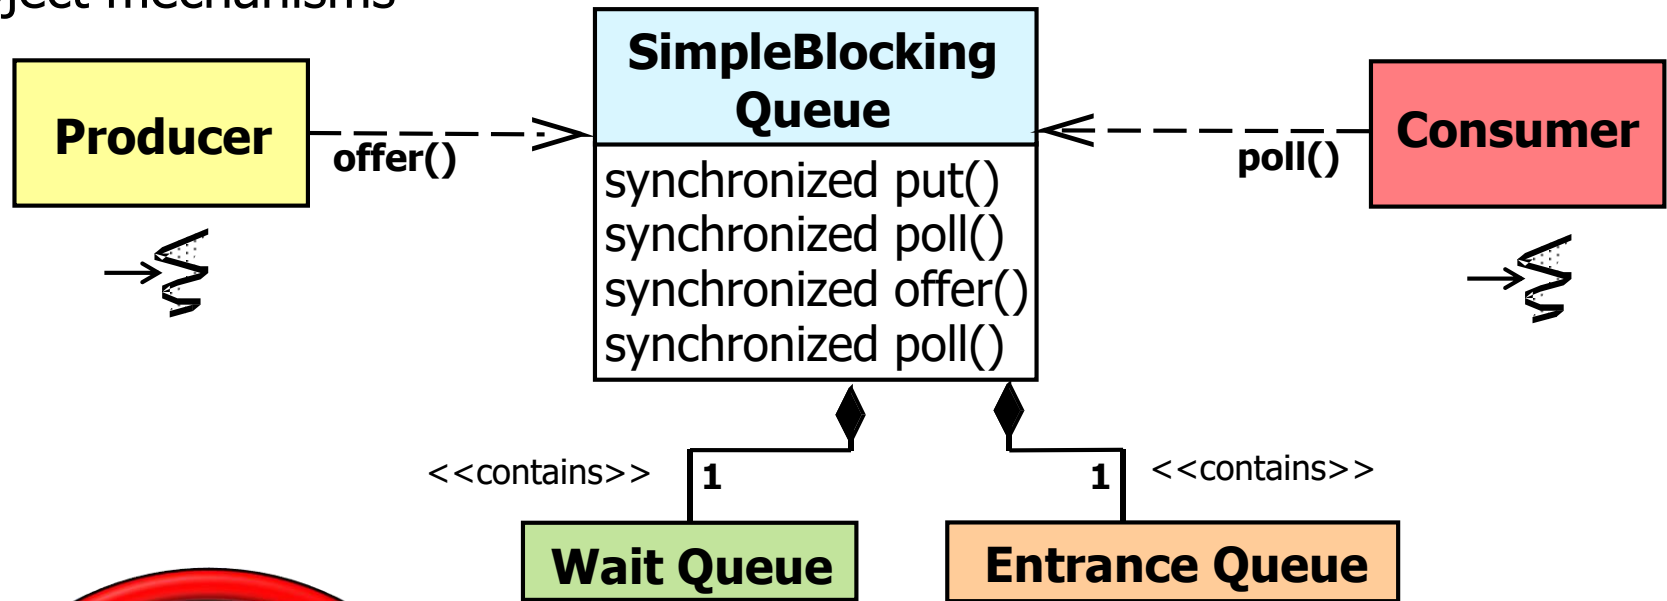 mechanisms
SimpleBlocking
Queue
Producer
offer()
poll()
Consumer
synchronized put()
synchronized poll()
synchronized offer()
synchronized poll()
<<contains>>
1
1
<<contains>>
Wait Queue
Entrance Queue